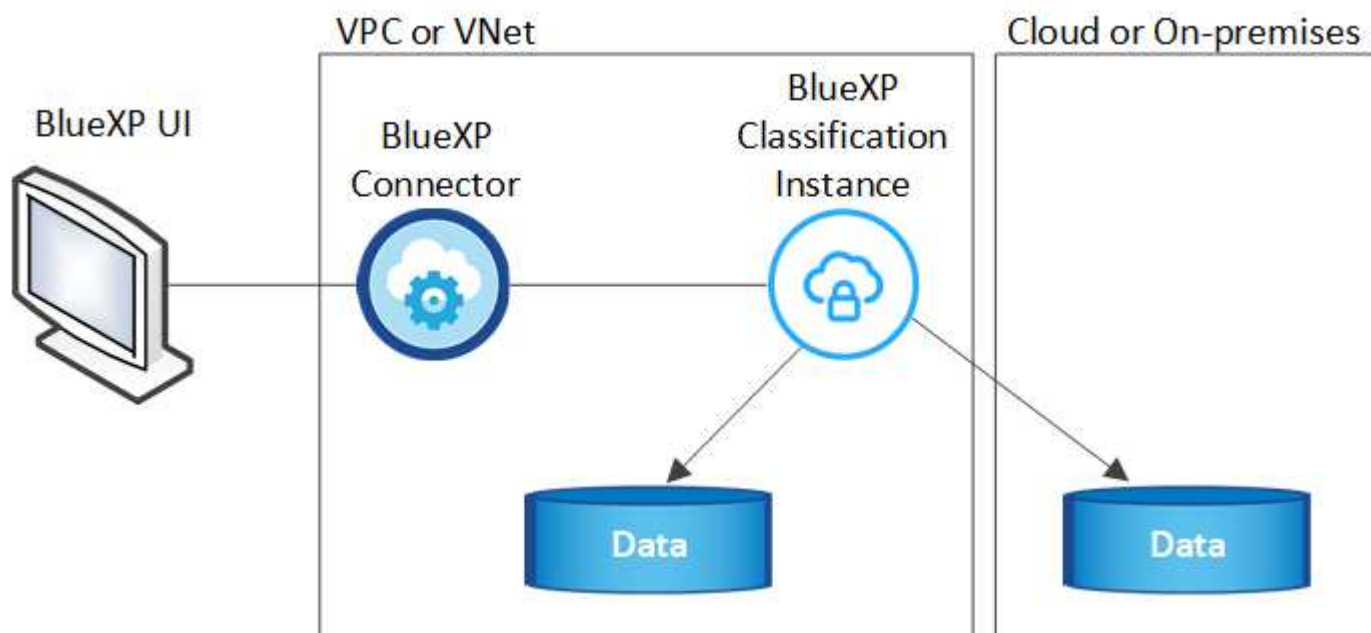 VPC or VNet
Cloud or On-premises
BlueXP UI
BlueXP
Connector
BlueXP
Classification
Instance
Data
Data